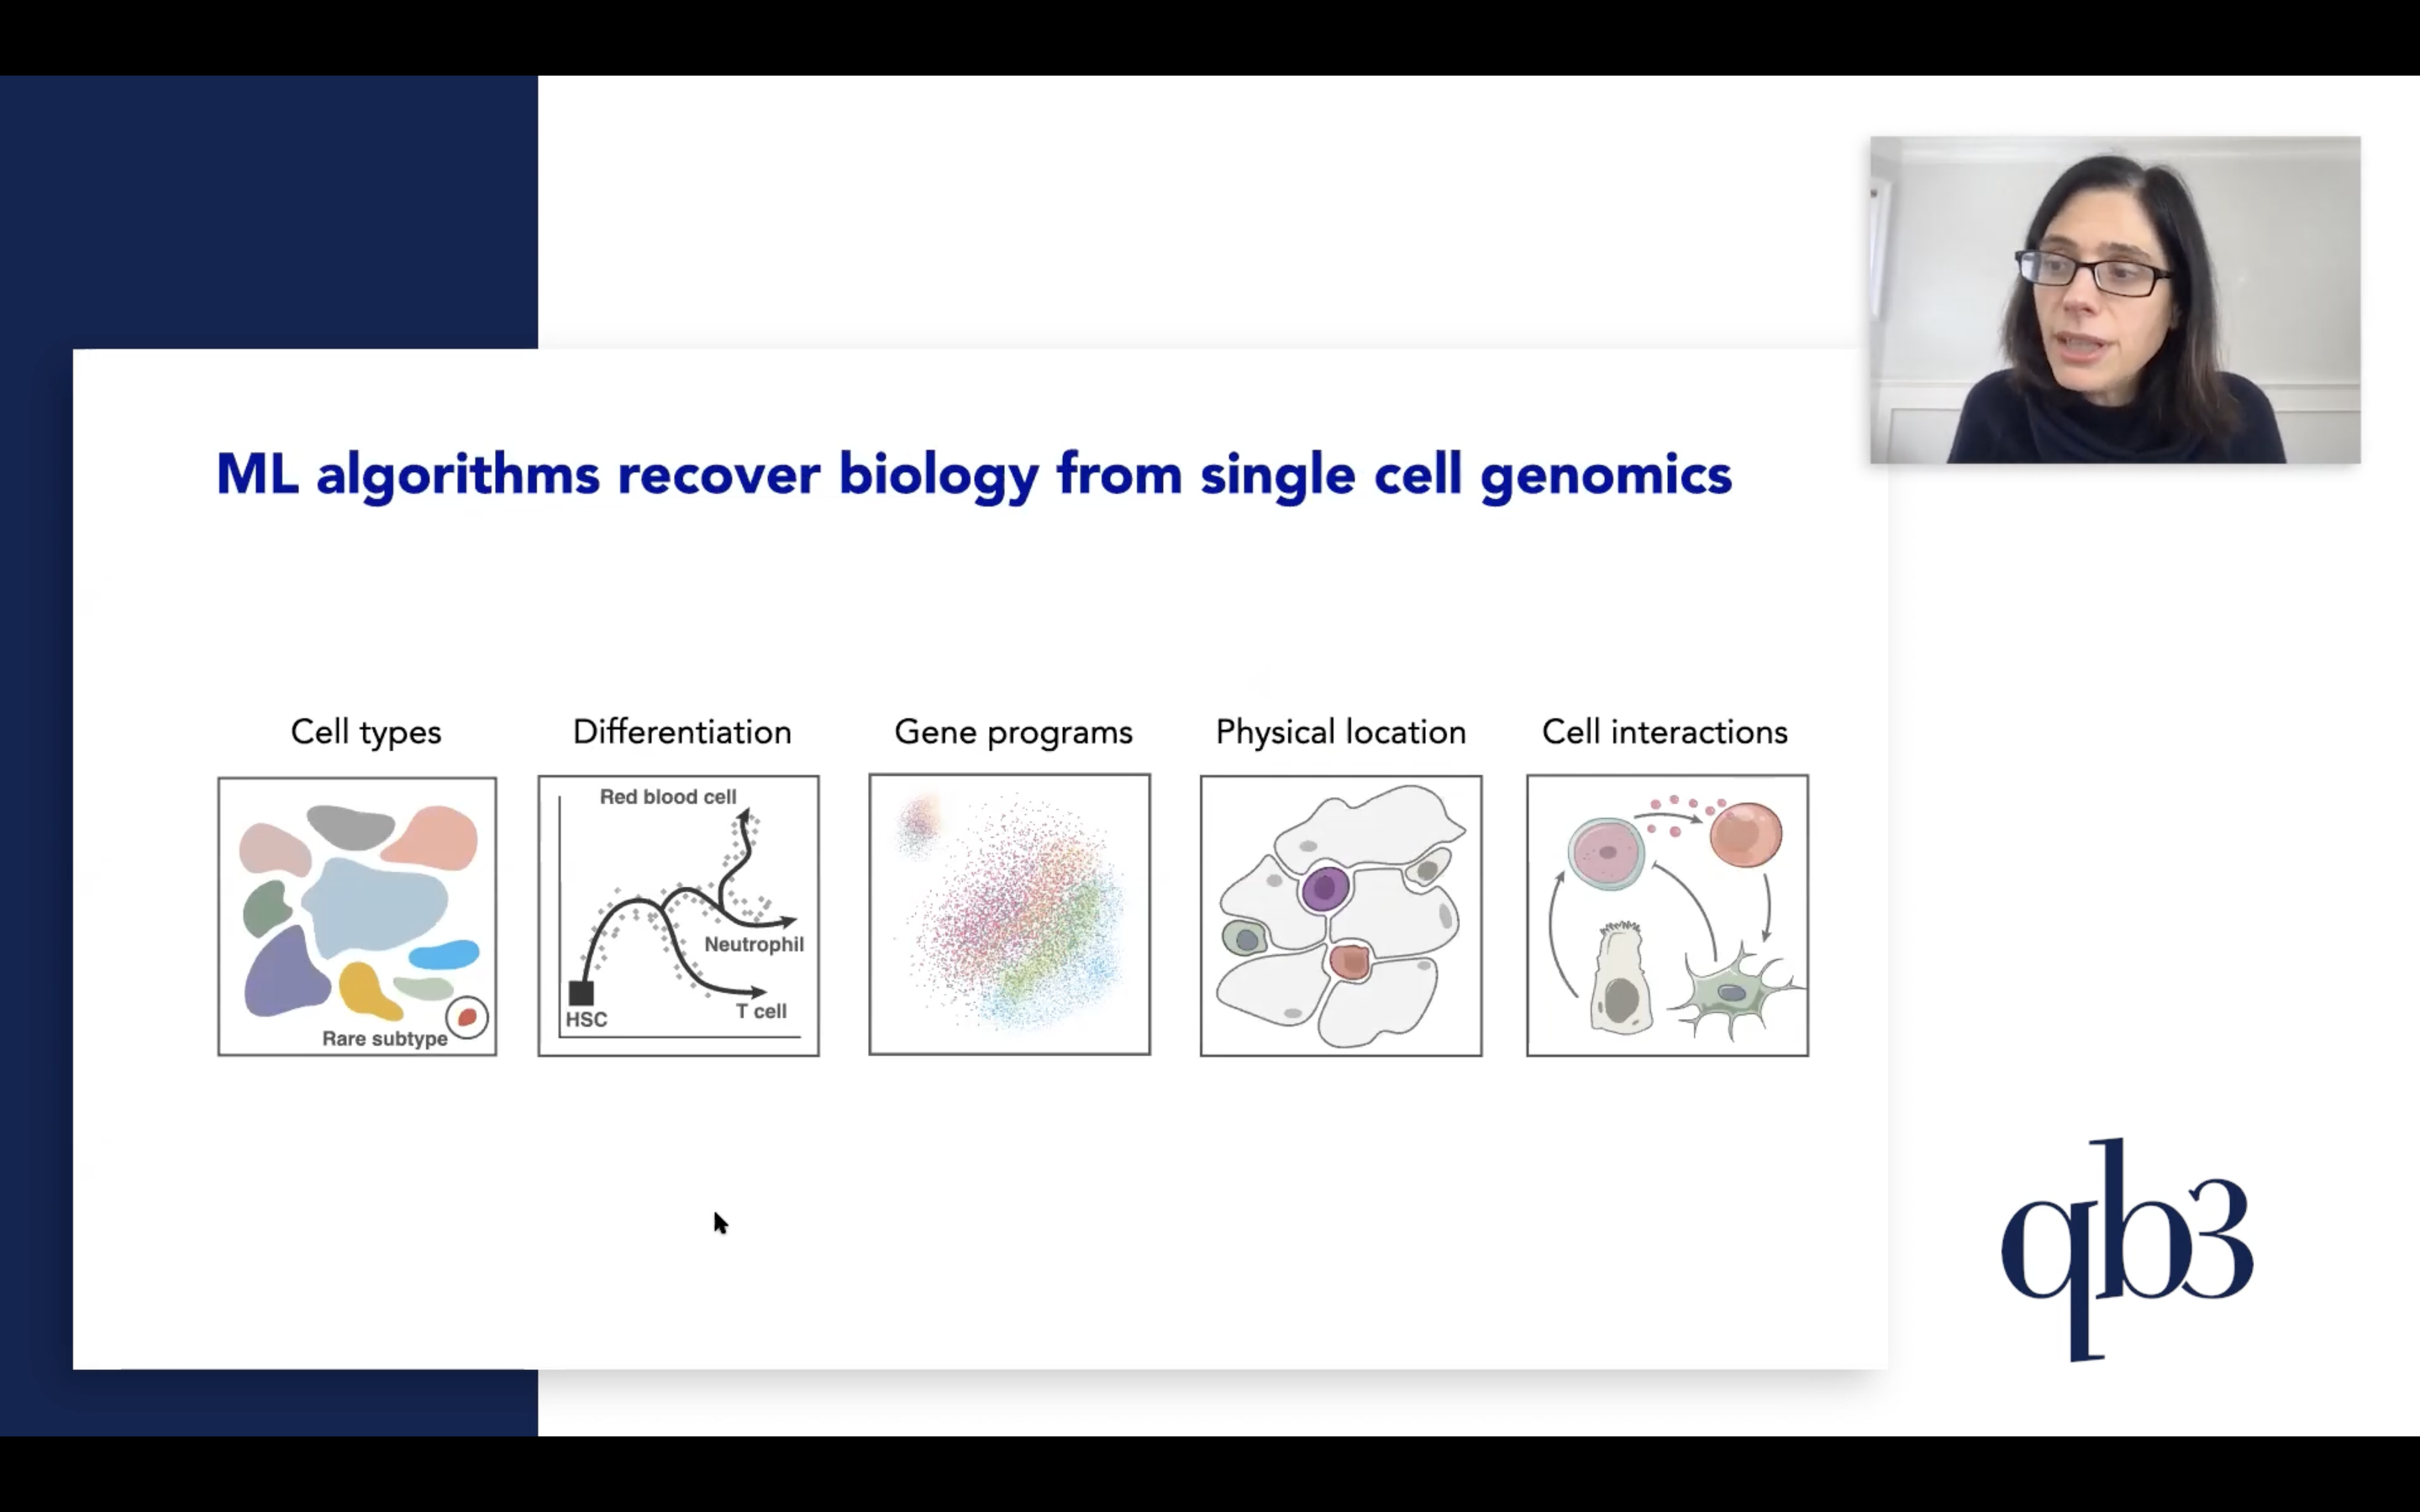 ML algorithms recover biology from single cell genomics
Cell types
Differentiation
Gene programs
Physical location
Cell interactions
Rare subtype
Red blood cell
Neutrophil
T cell
HSC
qb3